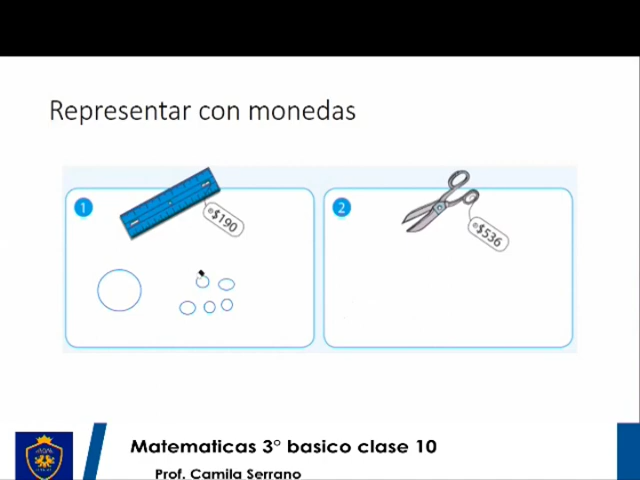 Representar con monedas
1
$190
2
$536
Matematicas 3° basico clase 10
Prof. Camila Serrano